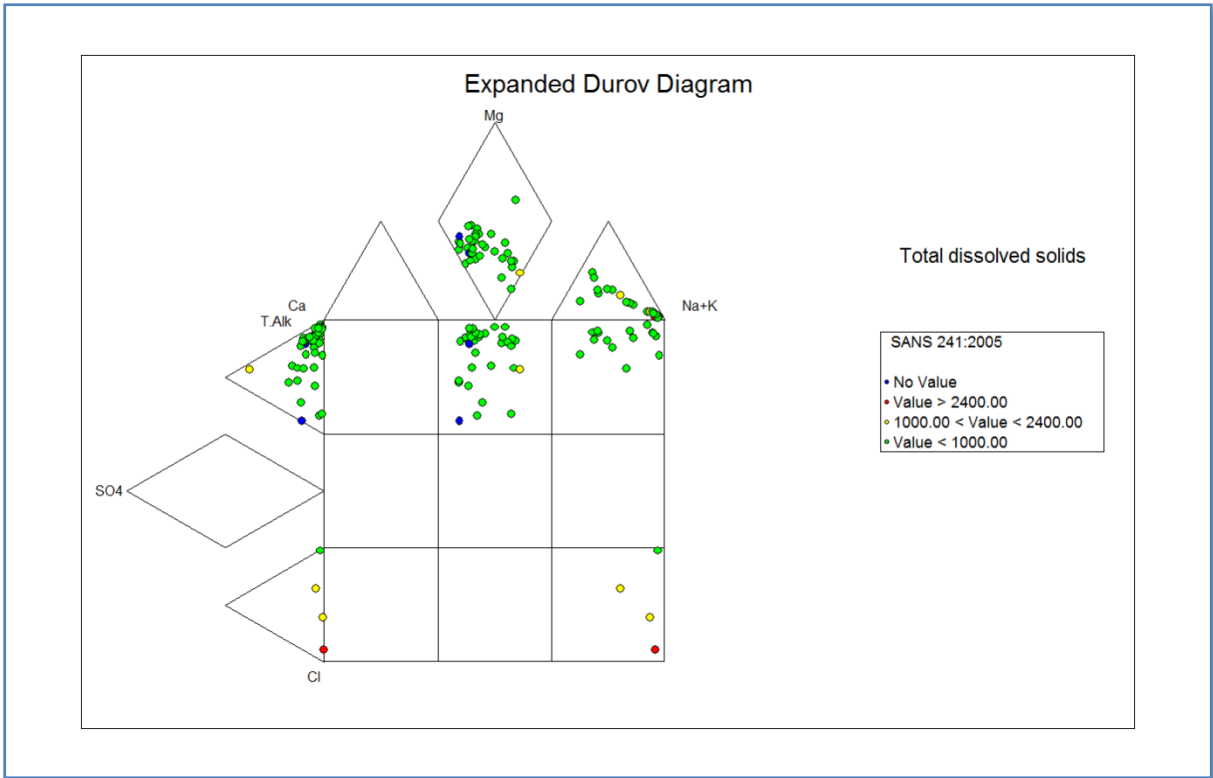 Expanded Durov Diagram
Mg
Total dissolved solids
Ca
Na+K
T.Alk
SANS 241:2005
No Value
Value > 2400.00
1000.00 < Value < 2400.00
Value < 1000.00
SO4
Cl